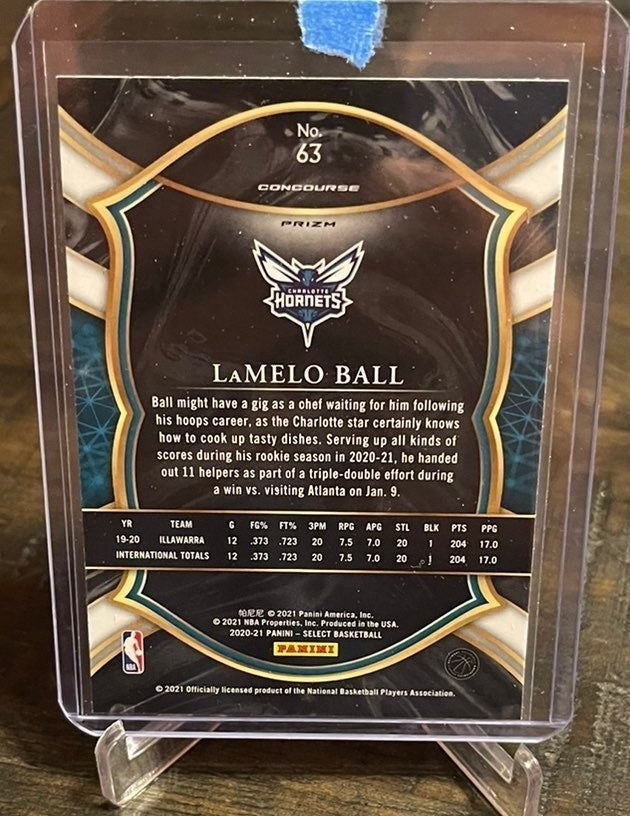 No.
63
CONCOURSE
PRIZM
CHARLOTTE
HORNETS
LAMELO BALL
Ball might have a gig as a chef waiting for him following
his hoops career, as the Charlotte star certainly knows
how to cook up tasty dishes. Serving up all kinds of
scores during his rookie season in 2020-21, he handed
out 11 helpers as part of a triple-double effort during
a win vs. visiting Atlanta on Jan. 9.
YR TEAM G FG% FT% 3PM RPG APG STL BLK PTS PPG
19-20 ILLAWARRA 12 .373 .723 20 7.5 7.0 20 1 204 17.0
INTERNATIONAL TOTALS 12 .373 .723 20 7.5 7.0 20 1 204 17.0
帕尼尼 © 2021 Panini America, Inc.
© 2021 NBA Properties, Inc. Produced in the USA.
2020-21 PANINI – SELECT BASKETBALL
PANINI
NBA
© 2021 Officially licensed product of the National Basketball Players Association.